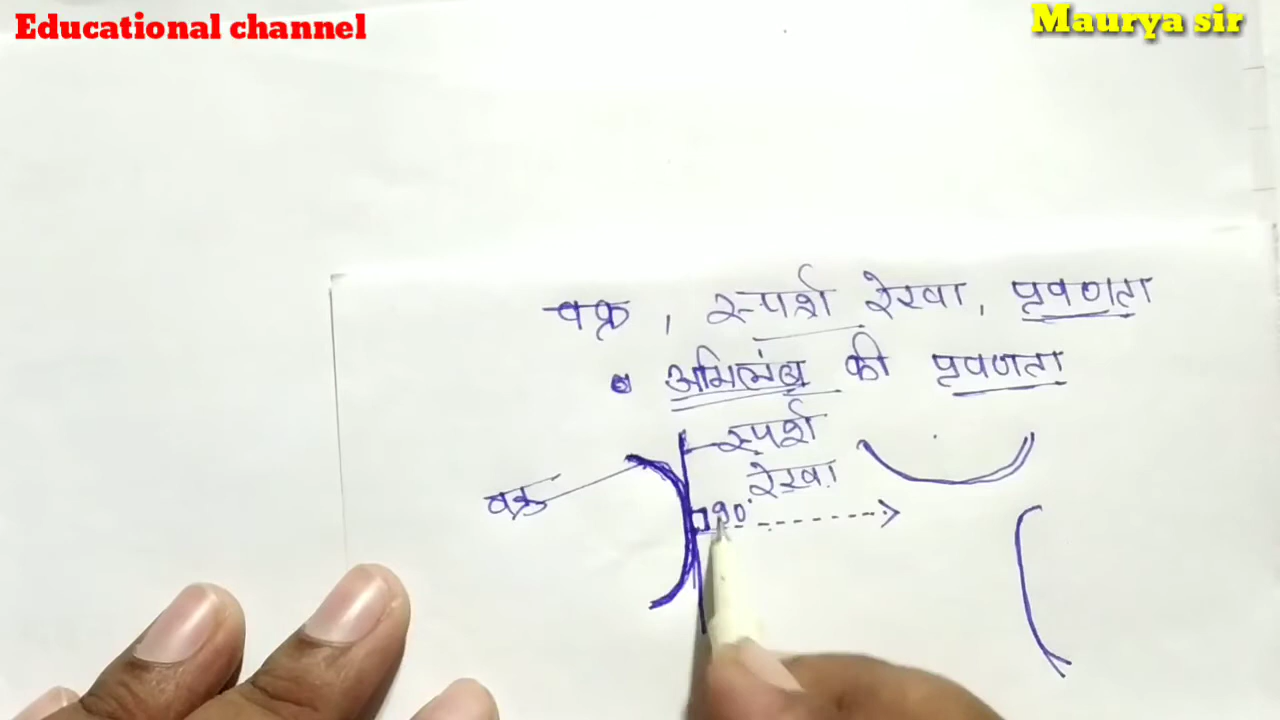 Educational channel
Maurya sir
वक्र, स्पर्श रेखा, प्रवणता
अभिलंब की प्रवणता
स्पर्श
रेखा
वक्र
90°